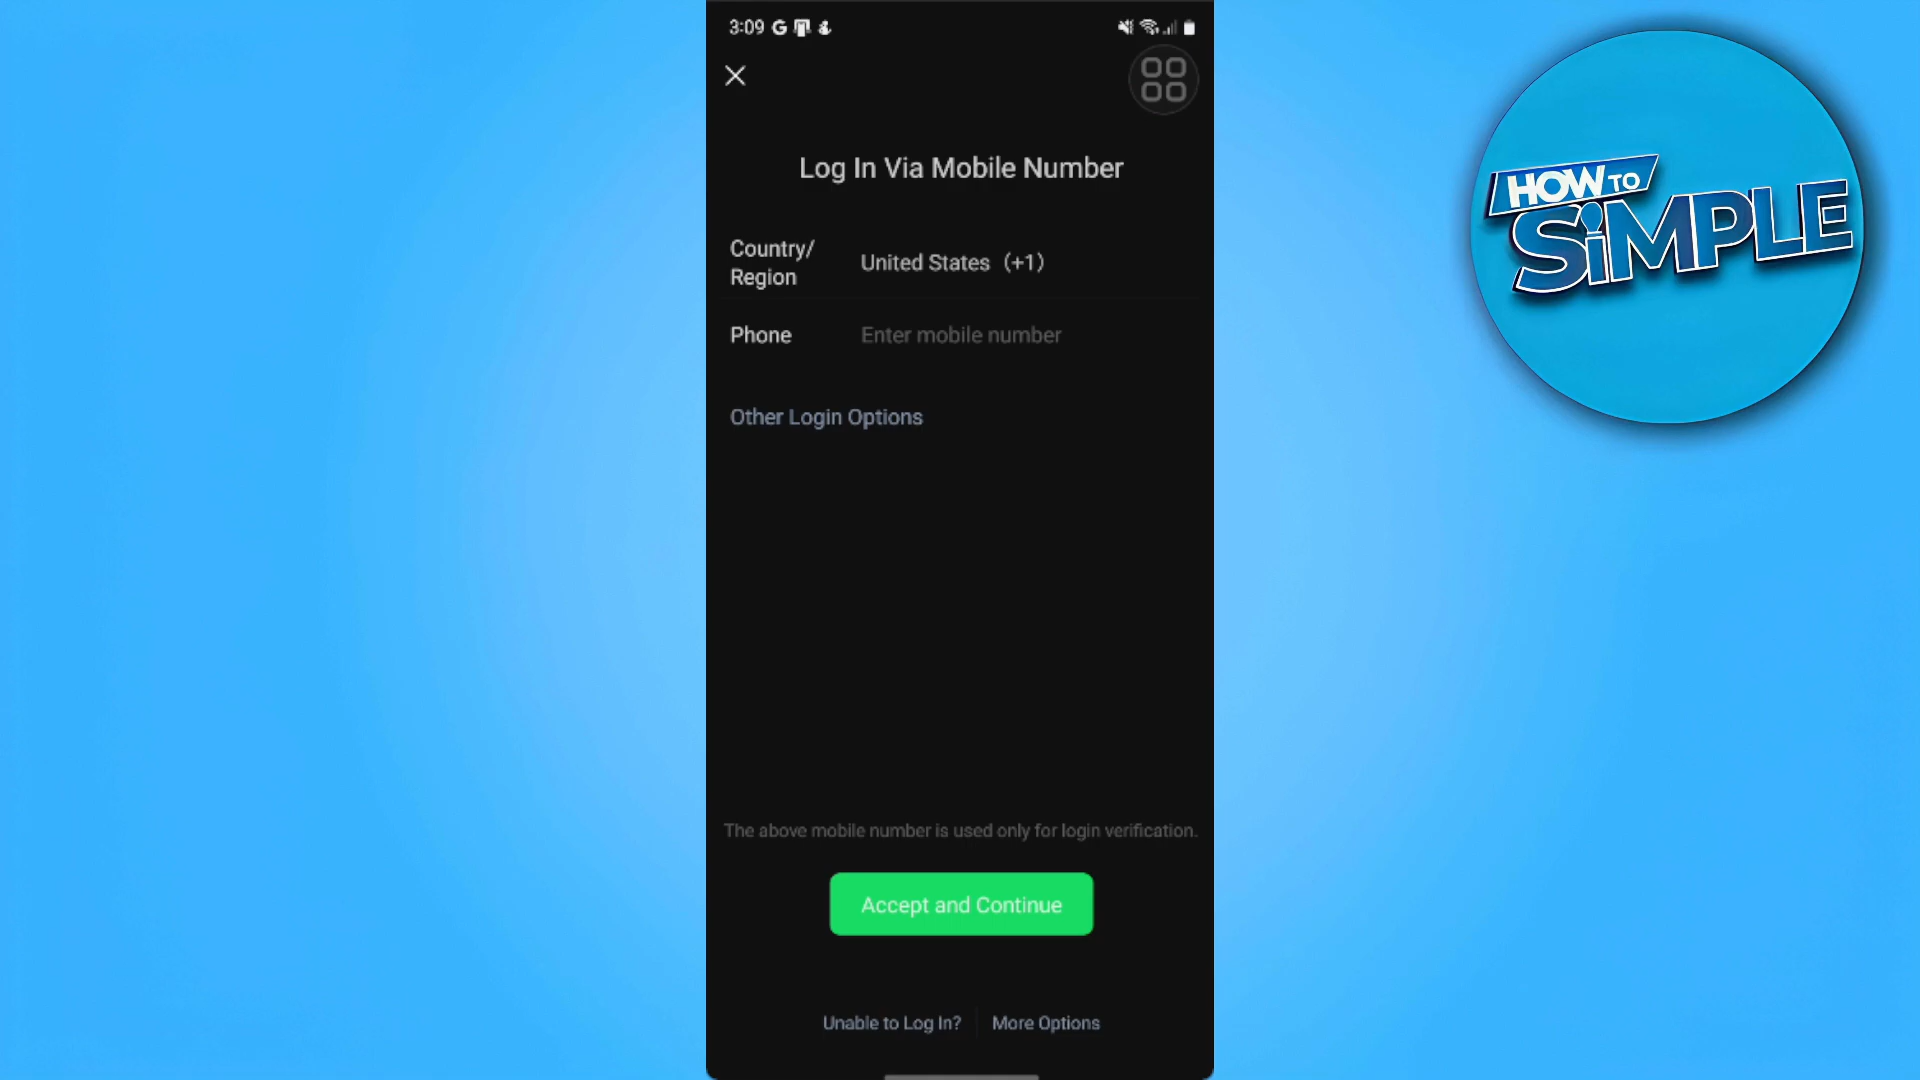 3:09
Log In Via Mobile Number
Country/
Region
United States (+1)
Phone
Enter mobile number
Other Login Options
The above mobile number is used only for login verification.
Accept and Continue
Unable to Log In?
More Options
HOW TO
SiMPLE